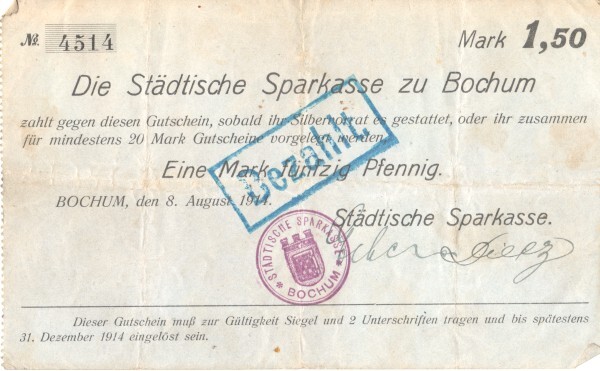 No. 4514 Mark 1,50
Die Städtische Sparkasse zu Bochum
zahlt gegen diesen Gutschein, sobald ihr Silbervorrat es gestattet, oder ihr zusammen
für mindestens 20 Mark Gutscheine vorgelegt werden,
Eine Mark fünfzig Pfennig.
Bezahlt
BOCHUM, den 8. August 1914.
Städtische Sparkasse.
STÄDTISCHE SPARKASSE
BOCHUM
Dieser Gutschein muß zur Gültigkeit Siegel und 2 Unterschriften tragen und bis spätestens
31. Dezember 1914 eingelöst sein.